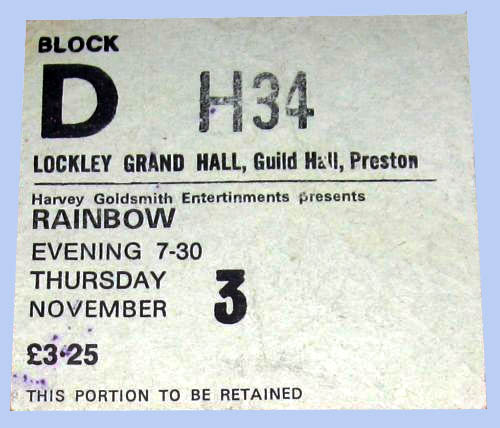 BLOCK
D H34
LOCKLEY GRAND HALL, Guild Hall, Preston
Harvey Goldsmith Entertinments presents
RAINBOW
EVENING 7-30
THURSDAY
NOVEMBER 3
£3·25
THIS PORTION TO BE RETAINED